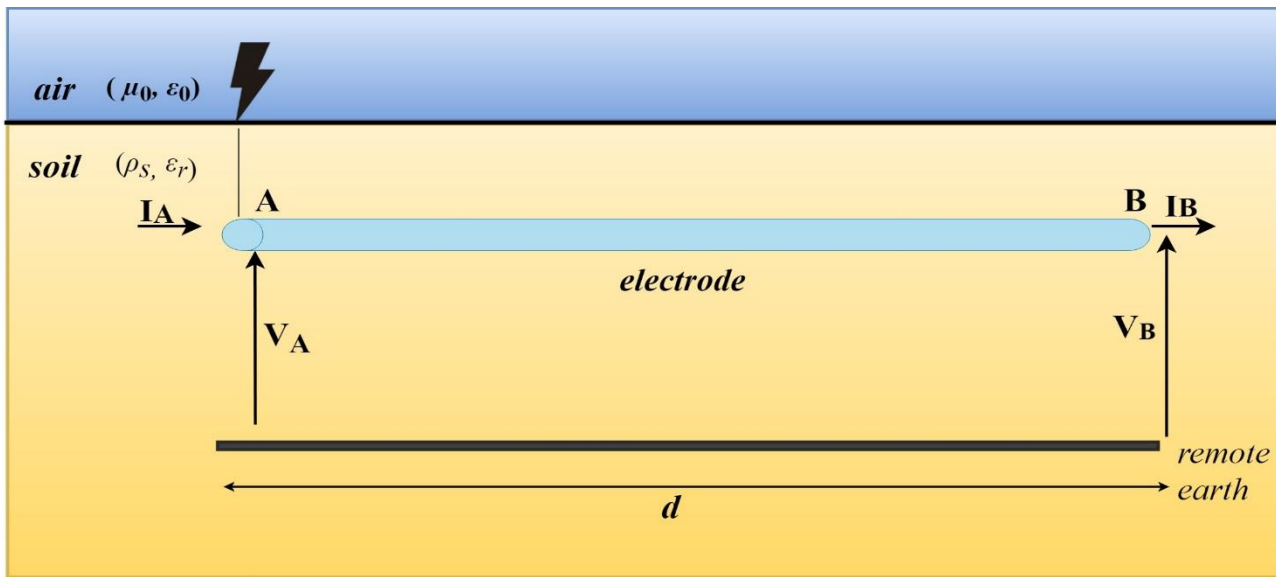 air ( μ0, ε0)
soil (ρs, εr)
IA
A
B
IB
electrode
VA
VB
remote
earth
d